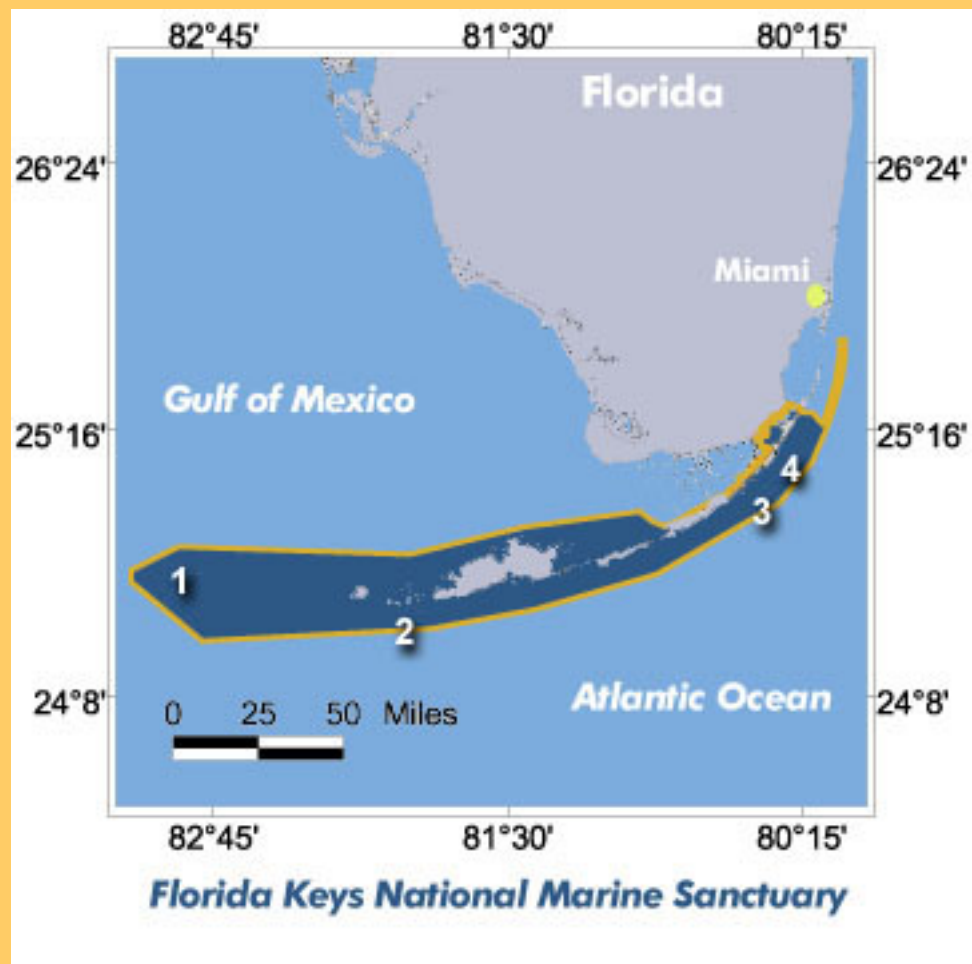 82°45' 81°30' 80°15'
Florida
26°24' 26°24'
Miami
Gulf of Mexico
25°16' 25°16'
4
3
1
2
24°8' Atlantic Ocean 24°8'
0 25 50 Miles
82°45' 81°30' 80°15'
Florida Keys National Marine Sanctuary